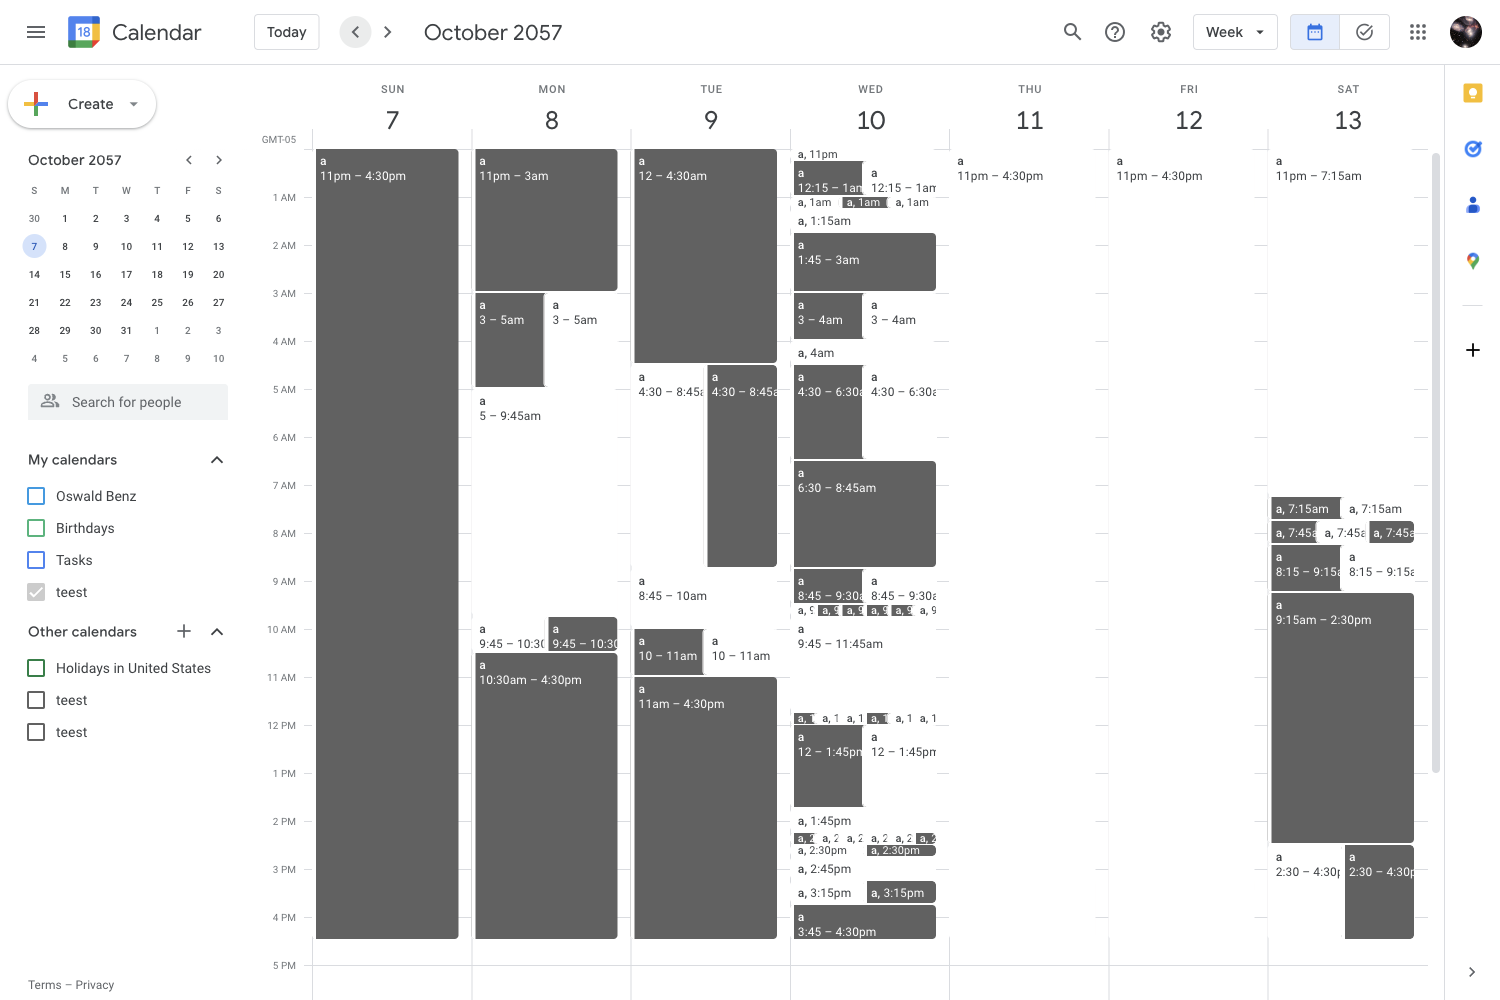 18 Calendar
Today
October 2057
Week
Create
October 2057
S M T W T F S
30 1 2 3 4 5 6
7 8 9 10 11 12 13
14 15 16 17 18 19 20
21 22 23 24 25 26 27
28 29 30 31 1 2 3
4 5 6 7 8 9 10
Search for people
My calendars
Oswald Benz
Birthdays
Tasks
teest
Other calendars
Holidays in United States
teest
teest
Terms – Privacy
GMT-05
1 AM
2 AM
3 AM
4 AM
5 AM
6 AM
7 AM
8 AM
9 AM
10 AM
11 AM
12 PM
1 PM
2 PM
3 PM
4 PM
5 PM
SUN
7
a
11pm – 4:30pm
MON
8
a
11pm – 3am
a
3 – 5am
a
3 – 5am
a
5 – 9:45am
a
9:45 – 10:30
a
9:45 – 10:30
a
10:30am – 4:30pm
TUE
9
a
12 – 4:30am
a
4:30 – 8:45a
a
4:30 – 8:45a
a
8:45 – 10am
a
10 – 11am
a
10 – 11am
a
11am – 4:30pm
WED
10
a, 11pm
a
12:15 – 1am
a
12:15 – 1am
a, 1am
a, 1am
a, 1am
a, 1:15am
a
1:45 – 3am
a
3 – 4am
a
3 – 4am
a, 4am
a
4:30 – 6:30a
a
4:30 – 6:30a
a
6:30 – 8:45am
a
8:45 – 9:30a
a
8:45 – 9:30a
a, 9
a, 9
a, 9
a, 9
a, 9
a, 9
a
9:45 – 11:45am
a, 1
a, 1
a, 1
a, 1
a, 1
a, 1
a
12 – 1:45pm
a
12 – 1:45pm
a, 1:45pm
a, 2
a, 2
a, 2
a, 2
a, 2
a, 2
a, 2:30pm
a, 2:30pm
a, 2:45pm
a, 3:15pm
a, 3:15pm
a
3:45 – 4:30pm
THU
11
a
11pm – 4:30pm
FRI
12
a
11pm – 4:30pm
SAT
13
a
11pm – 7:15am
a, 7:15am
a, 7:15am
a, 7:45a
a, 7:45a
a, 7:45a
a
8:15 – 9:15a
a
8:15 – 9:15a
a
9:15am – 2:30pm
a
2:30 – 4:30p
a
2:30 – 4:30p